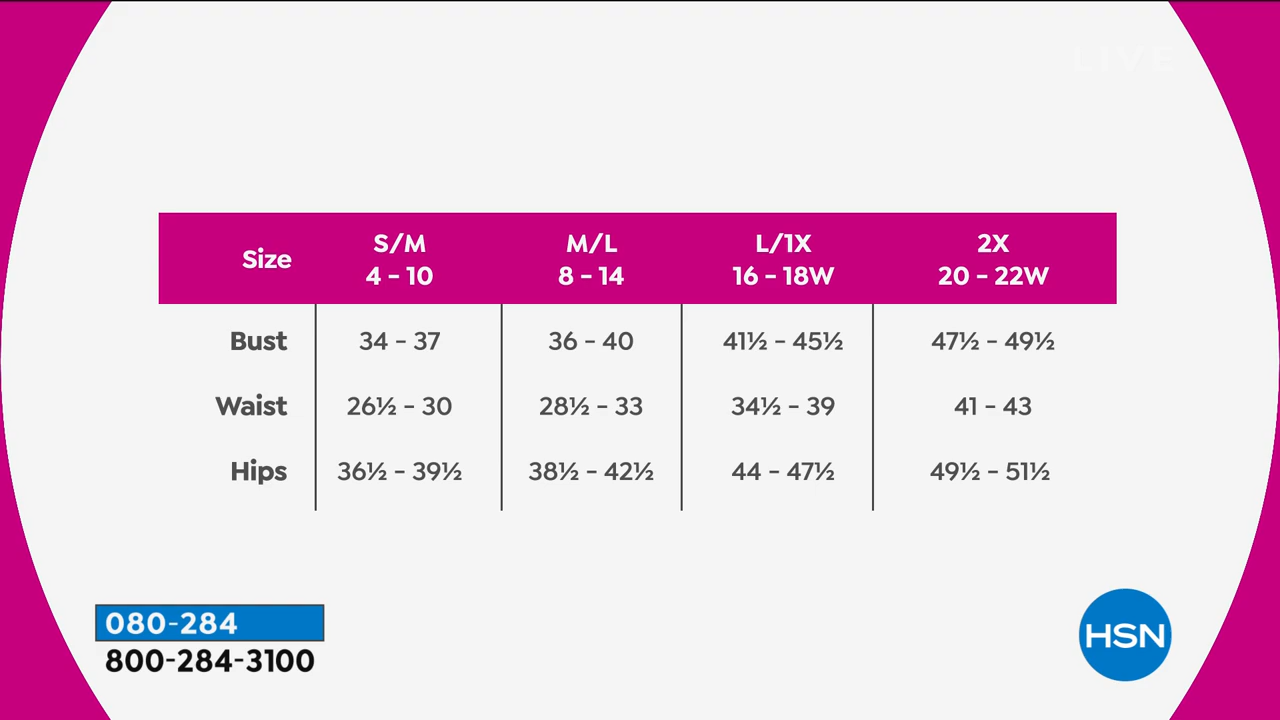 LIVE
Size S/M M/L L/1X 2X
4 - 10 8 - 14 16 - 18W 20 - 22W
Bust 34 - 37 36 - 40 41½ - 45½ 47½ - 49½
Waist 26½ - 30 28½ - 33 34½ - 39 41 - 43
Hips 36½ - 39½ 38½ - 42½ 44 - 47½ 49½ - 51½
080-284
800-284-3100
HSN